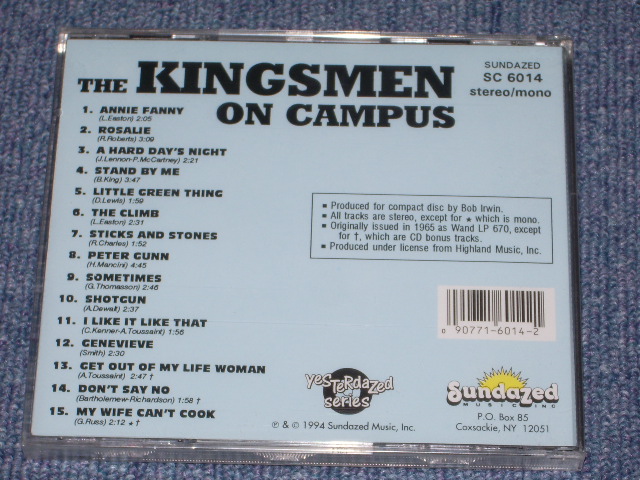 THE KINGSMEN
ON CAMPUS
SUNDAZED
SC 6014
stereo/mono
1. ANNIE FANNY
(L.Easton) 2:05
2. ROSALIE
(R.Roberts) 3:09
3. A HARD DAY'S NIGHT
(J.Lennon-P.McCartney) 2:21
4. STAND BY ME
(B.King) 3:47
5. LITTLE GREEN THING
(D.Lewis) 1:59
6. THE CLIMB
(L.Easton) 2:31
7. STICKS AND STONES
(R.Charles) 1:52
8. PETER GUNN
(H.Mancini) 4:45
9. SOMETIMES
(G.Thomasson) 2:46
10. SHOTGUN
(A.Dewalt) 2:37
11. I LIKE IT LIKE THAT
(C.Kenner-A.Toussaint) 1:56
12. GENEVIEVE
(Smith) 2:30
13. GET OUT OF MY LIFE WOMAN
(A.Toussaint) 2:47 †
14. DON'T SAY NO
(Bartholemew-Richardson) 1:58 †
15. MY WIFE CAN'T COOK
(G.Russ) 2:12 * †
■ Produced for compact disc by Bob Irwin.
■ All tracks are stereo, except for * which is mono.
■ Originally issued in 1965 as Wand LP 670, except
for †, which are CD bonus tracks.
■ Produced under license from Highland Music, Inc.
0 90771-6014-2
yesterdazed
series
Sundazed
MUSIC INC
P.O. Box 85
Coxsackie, NY 12051
℗ & © 1994 Sundazed Music, Inc.